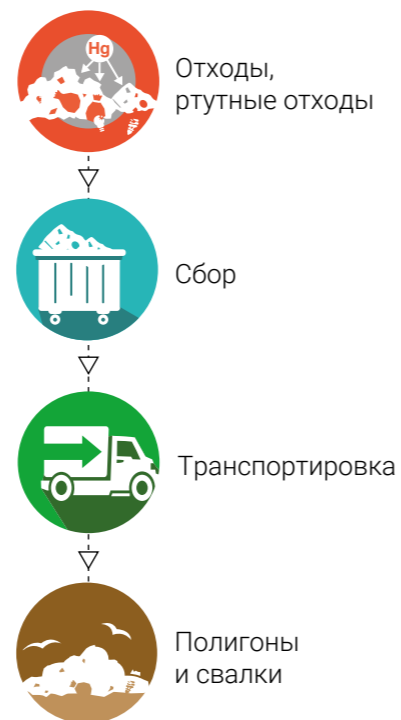 Hg
Отходы,
ртутные отходы
Сбор
Транспортировка
Полигоны
и свалки